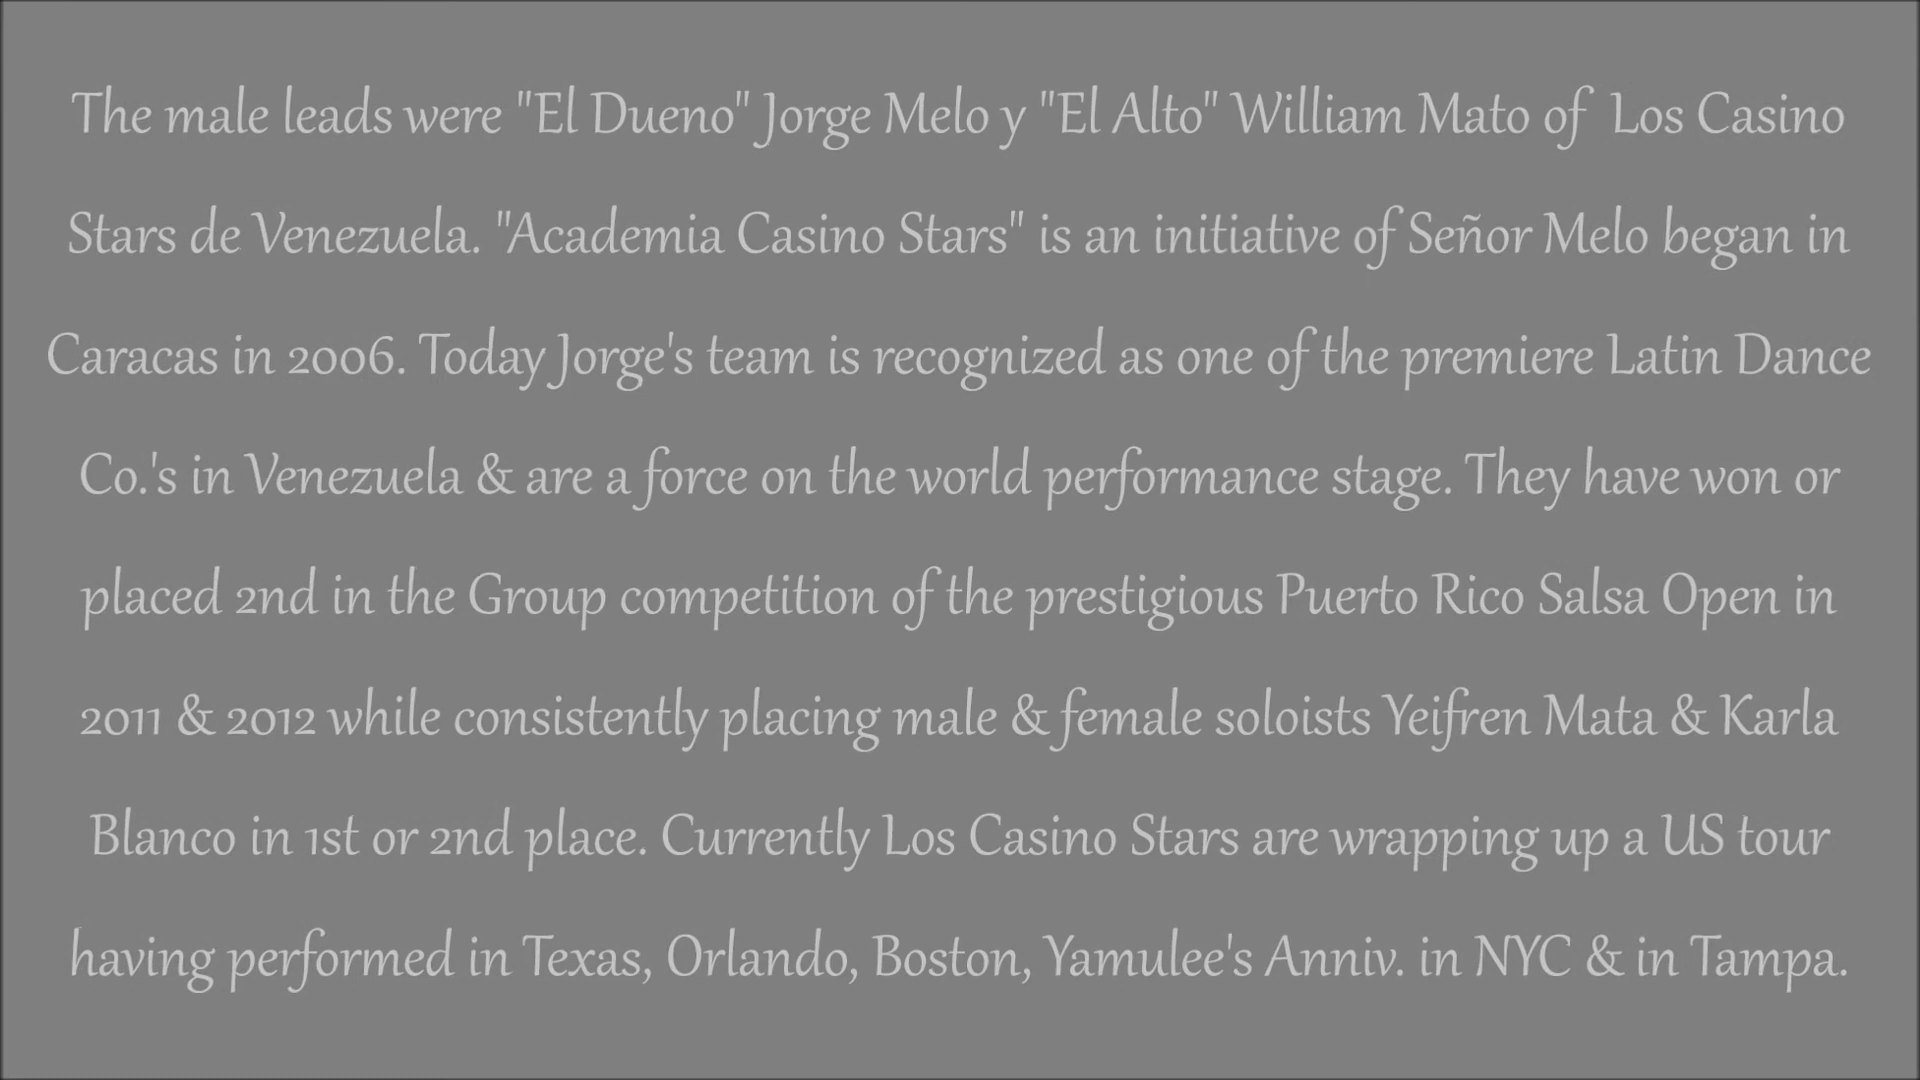 The male leads were "El Dueno" Jorge Melo y "El Alto" William Mato of Los Casino
Stars de Venezuela. "Academia Casino Stars" is an initiative of Señor Melo began in
Caracas in 2006. Today Jorge's team is recognized as one of the premiere Latin Dance
Co.'s in Venezuela & are a force on the world performance stage. They have won or
placed 2nd in the Group competition of the prestigious Puerto Rico Salsa Open in
2011 & 2012 while consistently placing male & female soloists Yeifren Mata & Karla
Blanco in 1st or 2nd place. Currently Los Casino Stars are wrapping up a US tour
having performed in Texas, Orlando, Boston, Yamulee's Anniv. in NYC & in Tampa.